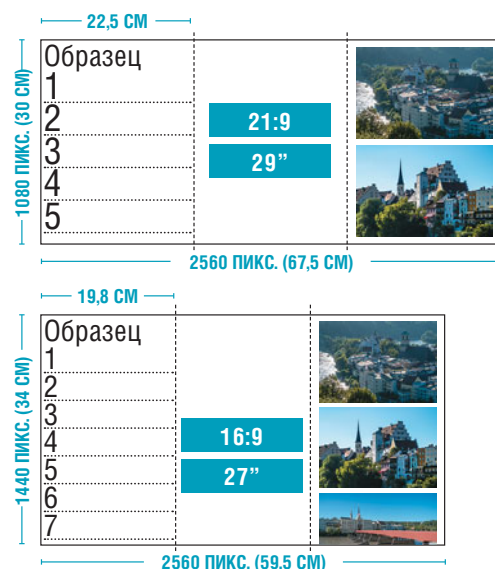 22,5 СМ
1080 ПИКС. (30 СМ)
Образец
1
2
3
4
5
21:9
29”
2560 ПИКС. (67,5 СМ)
19,8 СМ
1440 ПИКС. (34 СМ)
Образец
1
2
3
4
5
6
7
16:9
27”
2560 ПИКС. (59,5 СМ)